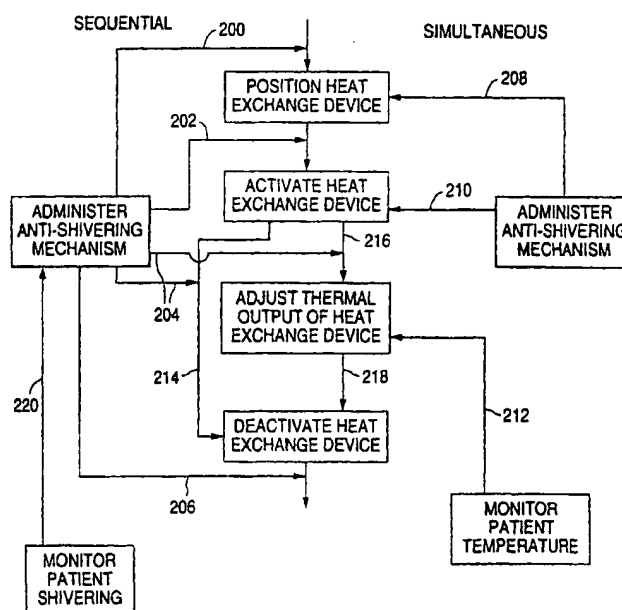 SEQUENTIAL
200
SIMULTANEOUS
POSITION HEAT
EXCHANGE DEVICE
208
202
ACTIVATE HEAT
EXCHANGE DEVICE
210
ADMINISTER
ANTI-SHIVERING
MECHANISM
ADMINISTER
ANTI-SHIVERING
MECHANISM
216
204
ADJUST THERMAL
OUTPUT OF HEAT
EXCHANGE DEVICE
214
218
220
212
DEACTIVATE HEAT
EXCHANGE DEVICE
206
MONITOR
PATIENT
TEMPERATURE
MONITOR
PATIENT
SHIVERING